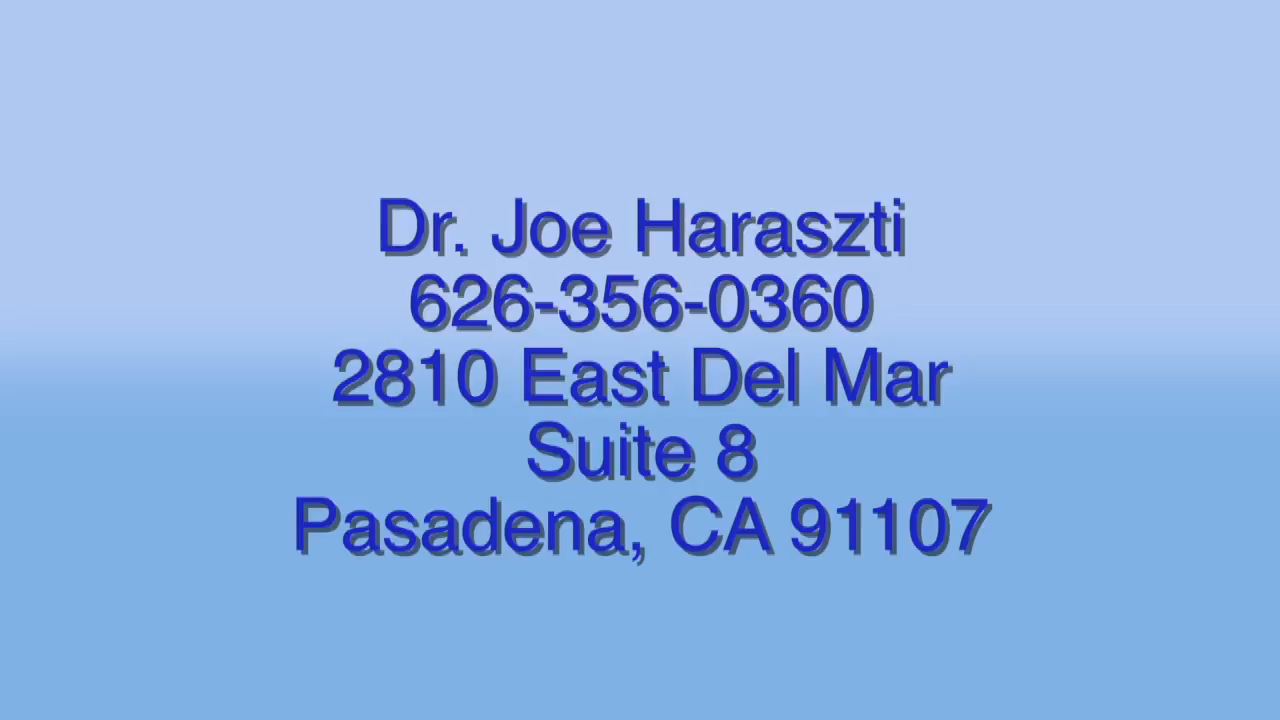 Dr. Joe Haraszti
626-356-0360
2810 East Del Mar
Suite 8
Pasadena, CA 91107